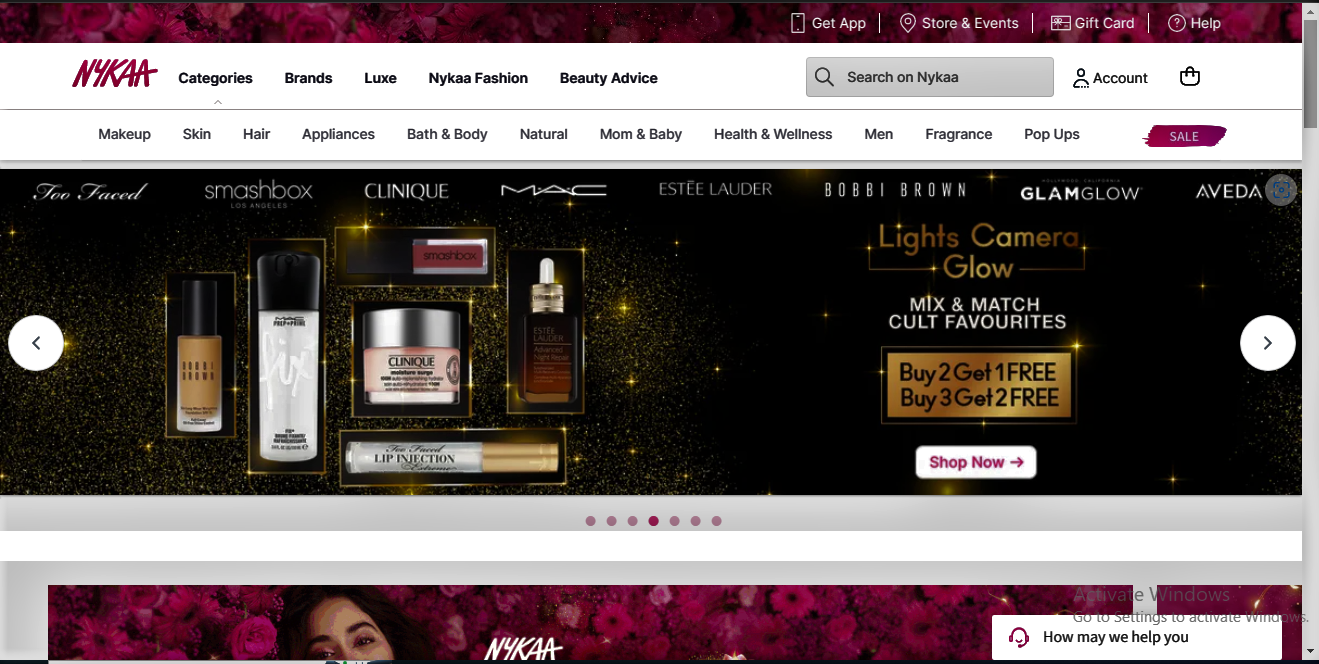 Get App Store & Events Gift Card Help
NYKAA Categories Brands Luxe Nykaa Fashion Beauty Advice Search on Nykaa Account
Makeup Skin Hair Appliances Bath & Body Natural Mom & Baby Health & Wellness Men Fragrance Pop Ups SALE
Too Faced smashbox CLINIQUE MAC ESTĒE LAUDER BOBBI BROWN GLAMGLOW AVEDA
LOS ANGELES
HOLLYWOOD, CALIFORNIA
Lights Camera
Glow
MIX & MATCH
CULT FAVOURITES
Buy 2 Get 1 FREE
Buy 3 Get 2 FREE
Shop Now →
smashbox
BOBBI
BROWN
MAC
PREP+PRIME
fix+
CLINIQUE
moisture surge
ESTĒE
LAUDER
Advanced
Night Repair
Too Faced
LIP INJECTION
Extreme
NYKAA
Activate Windows
Go to Settings to activate Windows.
How may we help you